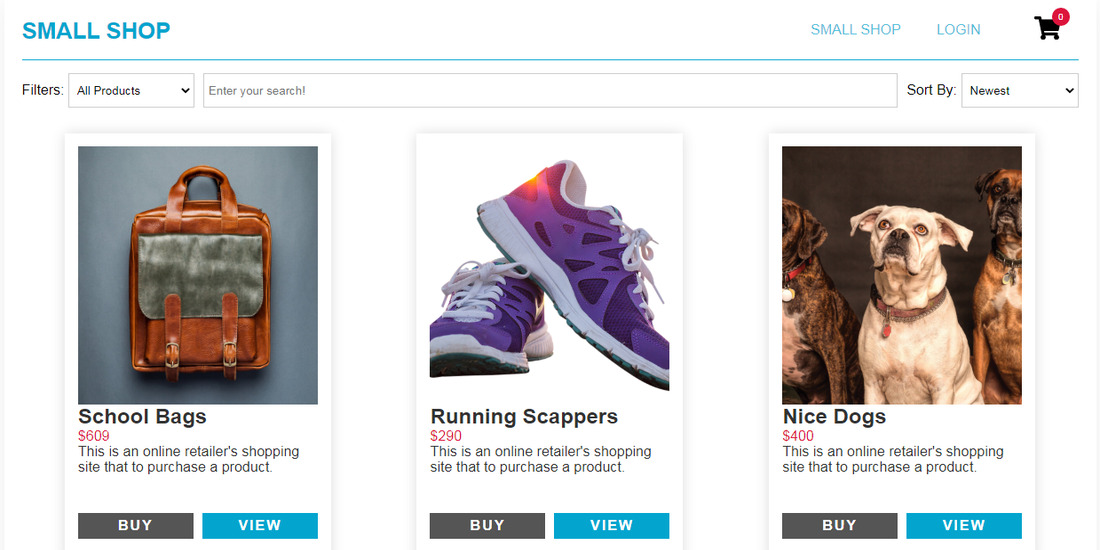 SMALL SHOP
SMALL SHOP LOGIN 0
Filters: All Products Enter your search! Sort By: Newest
School Bags
$609
This is an online retailer's shopping
site that to purchase a product.
BUY VIEW
Running Scappers
$290
This is an online retailer's shopping
site that to purchase a product.
BUY VIEW
Nice Dogs
$400
This is an online retailer's shopping
site that to purchase a product.
BUY VIEW